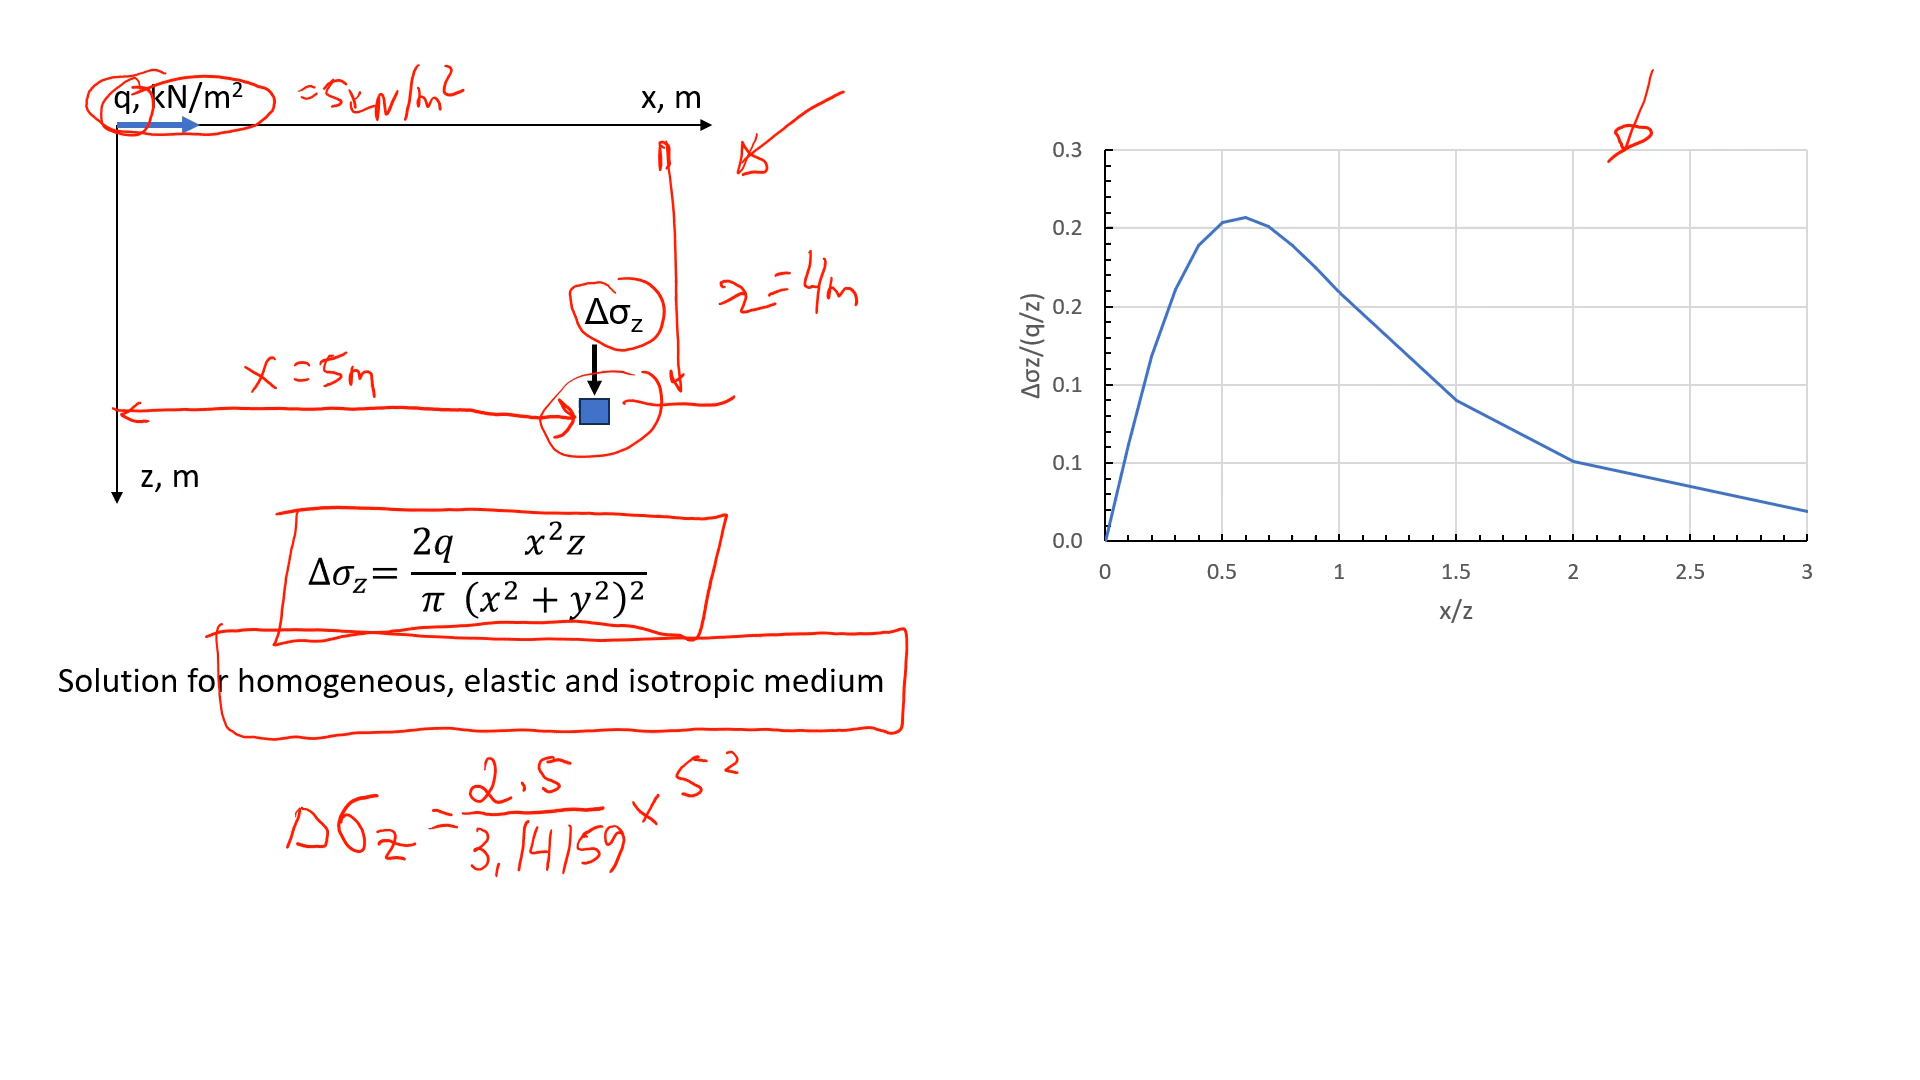 q, kN/m² = 5kN/m² x, m
z = 4m
Δσz
x = 5m
z, m
Δσz= 2q/π x²z/(x² + y²)²
Solution for homogeneous, elastic and isotropic medium
Δσz = 2.5/3,14159 x 5²
0.3
0.2
0.2
0.1
0.1
0.0
Δσz/(q/z)
0 0.5 1 1.5 2 2.5 3
x/z